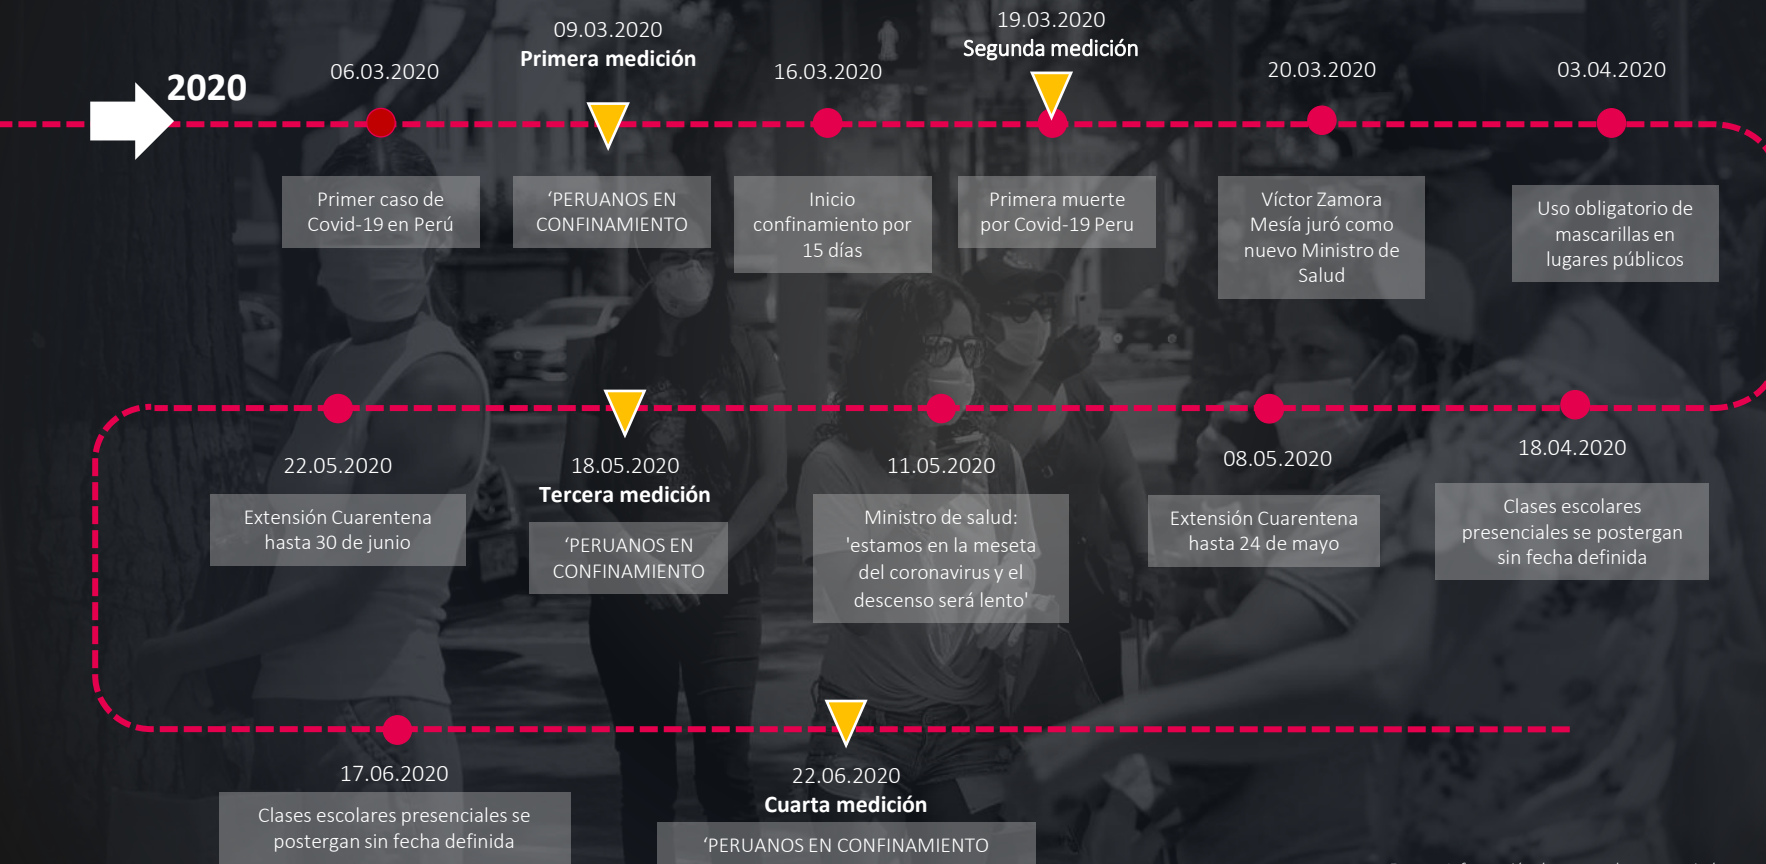 2020
06.03.2020
Primer caso de
Covid-19 en Perú
09.03.2020
Primera medición
‘PERUANOS EN
CONFINAMIENTO
16.03.2020
Inicio
confinamiento por
15 días
19.03.2020
Segunda medición
Primera muerte
por Covid-19 Peru
20.03.2020
Víctor Zamora
Mesía juró como
nuevo Ministro de
Salud
03.04.2020
Uso obligatorio de
mascarillas en
lugares públicos
18.04.2020
Clases escolares
presenciales se postergan
sin fecha definida
08.05.2020
Extensión Cuarentena
hasta 24 de mayo
11.05.2020
Ministro de salud:
'estamos en la meseta
del coronavirus y el
descenso será lento'
18.05.2020
Tercera medición
‘PERUANOS EN
CONFINAMIENTO
22.05.2020
Extensión Cuarentena
hasta 30 de junio
17.06.2020
Clases escolares presenciales se
postergan sin fecha definida
22.06.2020
Cuarta medición
‘PERUANOS EN CONFINAMIENTO